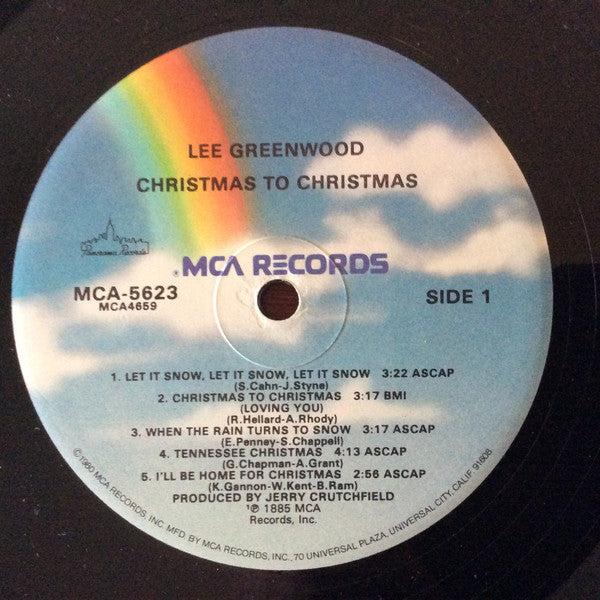 LEE GREENWOOD
CHRISTMAS TO CHRISTMAS
Panorama Records
MCA RECORDS
MCA-5623
MCA4659
SIDE 1
1. LET IT SNOW, LET IT SNOW, LET IT SNOW 3:22 ASCAP
(S.Cahn-J.Styne)
2. CHRISTMAS TO CHRISTMAS 3:17 BMI
(LOVING YOU)
(R.Hellard-A.Rhody)
3. WHEN THE RAIN TURNS TO SNOW 3:17 ASCAP
(E.Penney-S.Chappell)
4. TENNESSEE CHRISTMAS 4:13 ASCAP
(G.Chapman-A.Grant)
5. I'LL BE HOME FOR CHRISTMAS 2:56 ASCAP
(K.Gannon-W.Kent-B.Ram)
PRODUCED BY JERRY CRUTCHFIELD
℗ 1885 MCA
Records, Inc.
©1980 MCA RECORDS, INC. MFD. BY MCA RECORDS, INC., 70 UNIVERSAL PLAZA, UNIVERSAL CITY, CALIF. 91608